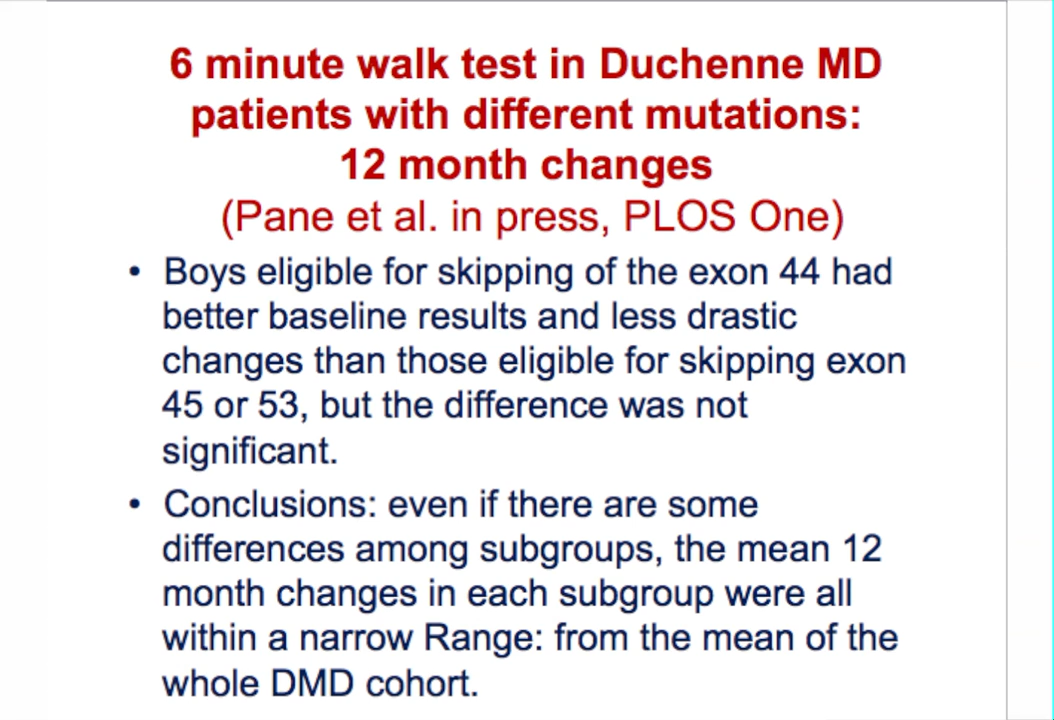 6 minute walk test in Duchenne MD
patients with different mutations:
12 month changes
(Pane et al. in press, PLOS One)
• Boys eligible for skipping of the exon 44 had
better baseline results and less drastic
changes than those eligible for skipping exon
45 or 53, but the difference was not
significant.
• Conclusions: even if there are some
differences among subgroups, the mean 12
month changes in each subgroup were all
within a narrow Range: from the mean of the
whole DMD cohort.